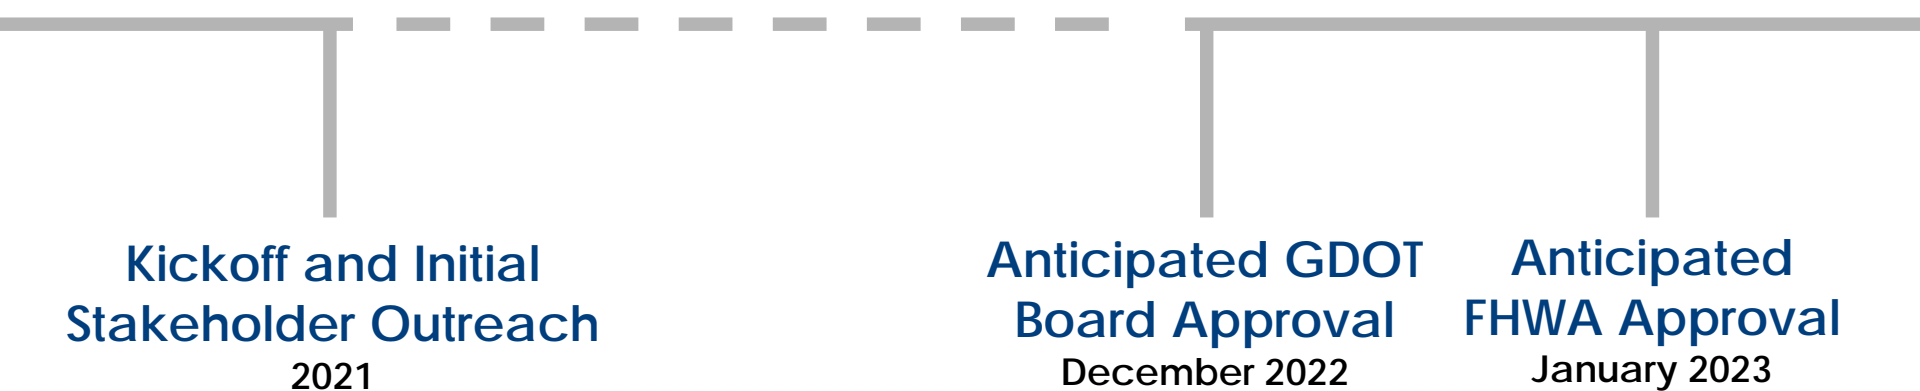 Kickoff and Initial
Stakeholder Outreach
2021
Anticipated GDOT
Board Approval
December 2022
Anticipated
FHWA Approval
January 2023